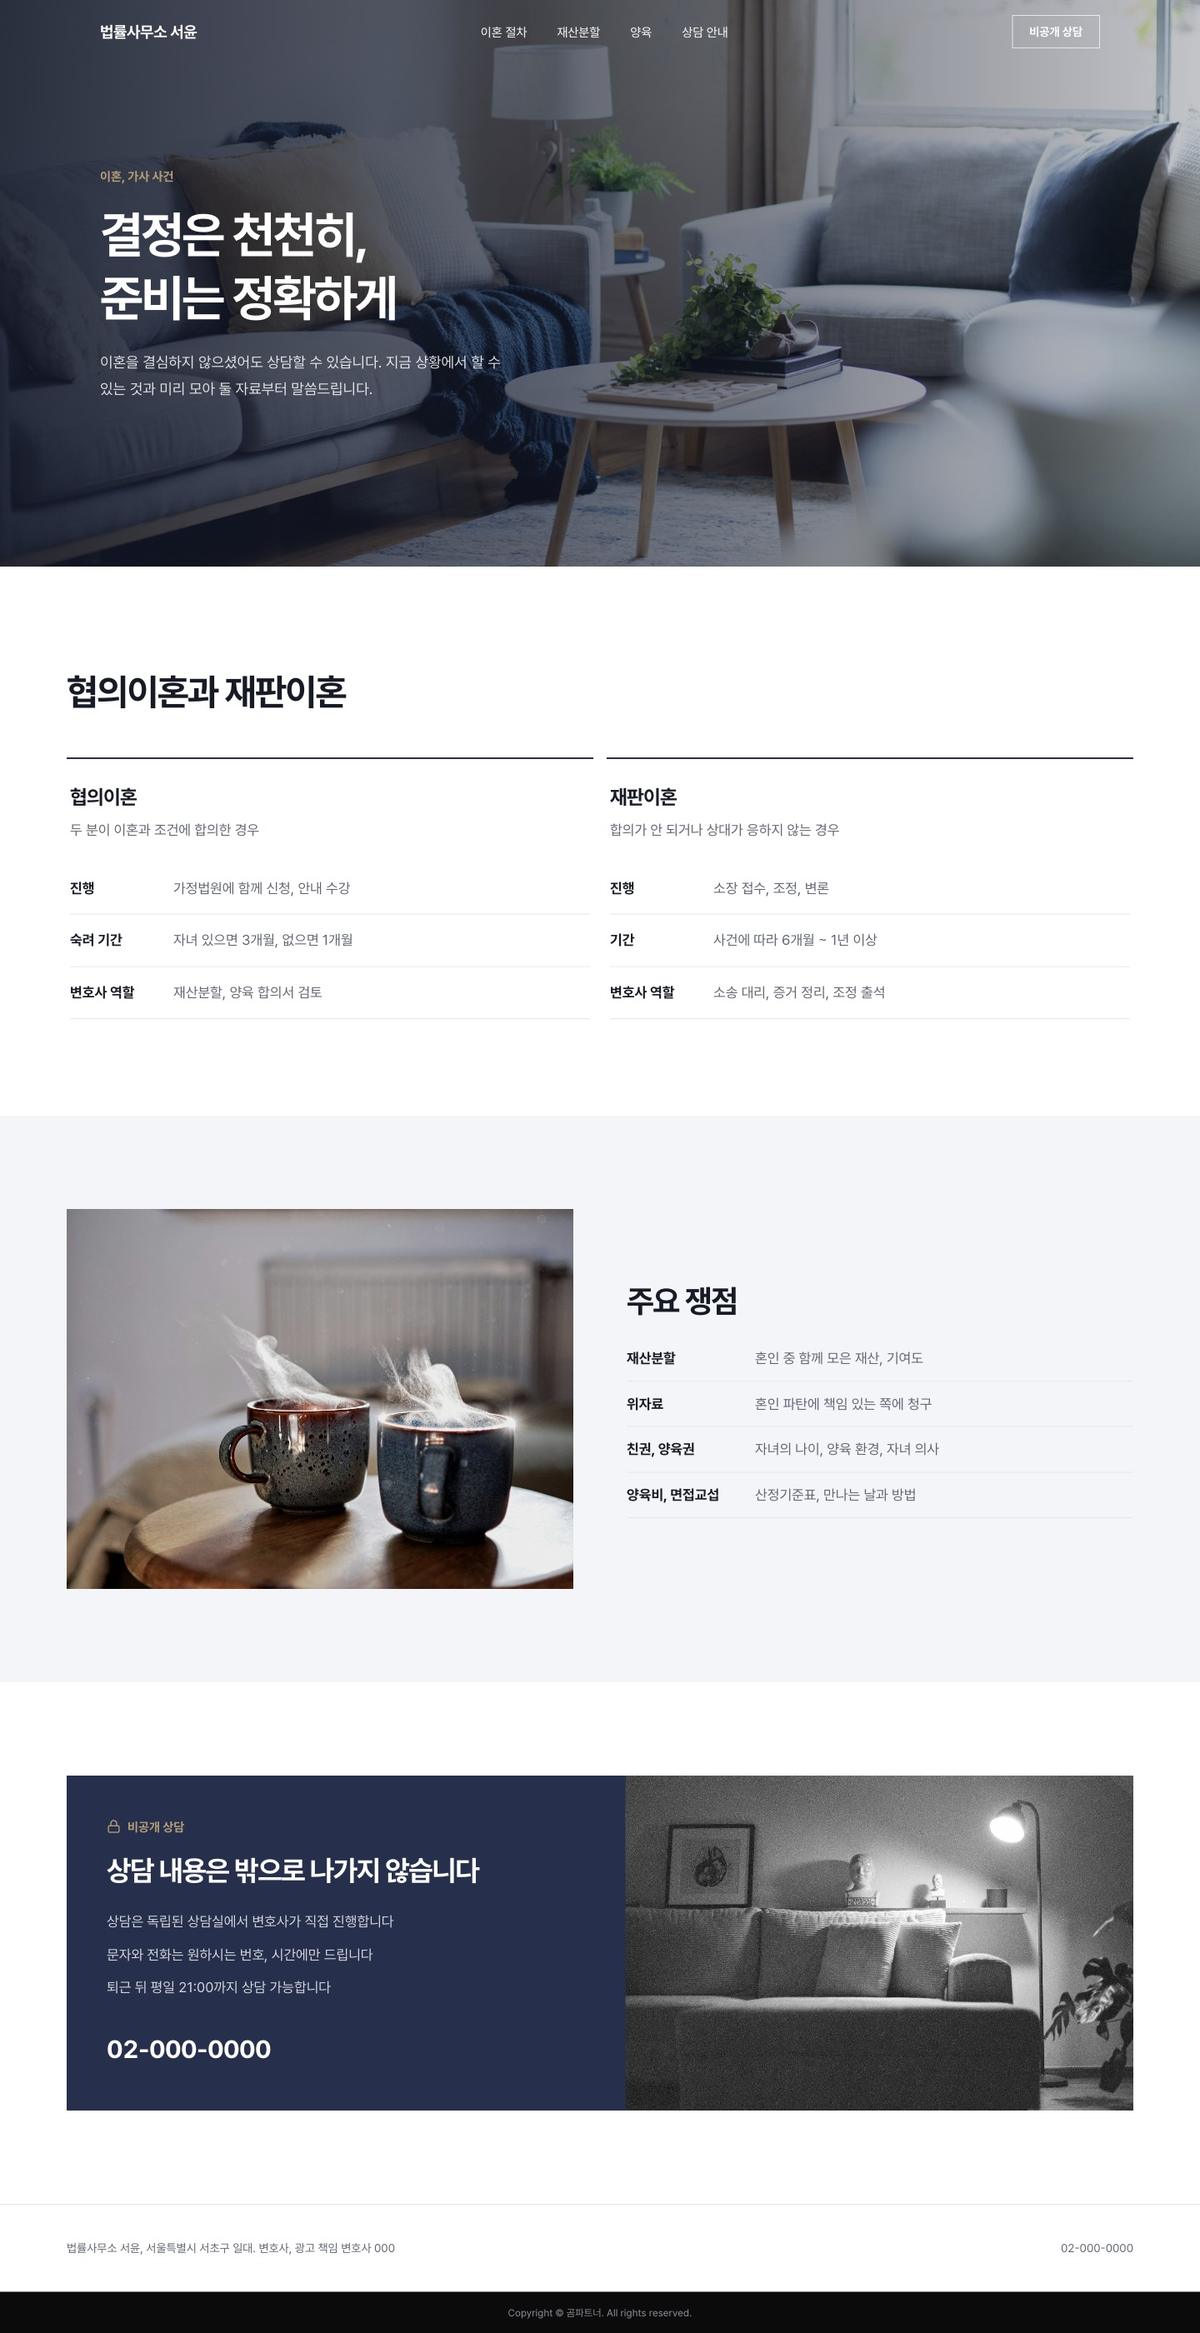 법률사무소 서윤
이혼 절차
재산분할
양육
상담 안내
비공개 상담
이혼, 가사 사건
결정은 천천히,
준비는 정확하게
이혼을 결심하지 않으셨어도 상담할 수 있습니다. 지금 상황에서 할 수
있는 것과 미리 모아 둘 자료부터 말씀드립니다.
협의이혼과 재판이혼
협의이혼
두 분이 이혼과 조건에 합의한 경우
진행 가정법원에 함께 신청, 안내 수강
숙려 기간 자녀 있으면 3개월, 없으면 1개월
변호사 역할 재산분할, 양육 합의서 검토
재판이혼
합의가 안 되거나 상대가 응하지 않는 경우
진행 소장 접수, 조정, 변론
기간 사건에 따라 6개월 ~ 1년 이상
변호사 역할 소송 대리, 증거 정리, 조정 출석
주요 쟁점
재산분할 혼인 중 함께 모은 재산, 기여도
위자료 혼인 파탄에 책임 있는 쪽에 청구
친권, 양육권 자녀의 나이, 양육 환경, 자녀 의사
양육비, 면접교섭 산정기준표, 만나는 날과 방법
비공개 상담
상담 내용은 밖으로 나가지 않습니다
상담은 독립된 상담실에서 변호사가 직접 진행합니다
문자와 전화는 원하시는 번호, 시간에만 드립니다
퇴근 뒤 평일 21:00까지 상담 가능합니다
02-000-0000
법률사무소 서윤, 서울특별시 서초구 일대. 변호사, 광고 책임 변호사 000
02-000-0000
Copyright © 곰파트너. All rights reserved.